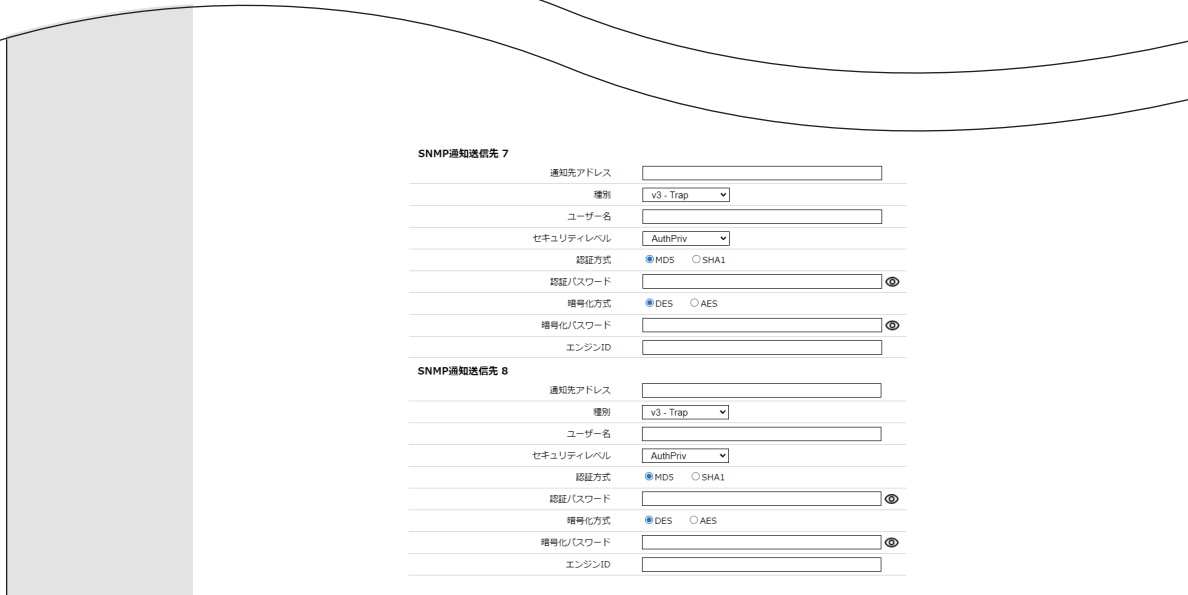 SNMP通知送信先 7
通知先アドレス
種別 v3 - Trap
ユーザー名
セキュリティレベル AuthPriv
認証方式 MD5 SHA1
認証パスワード
暗号化方式 DES AES
暗号化パスワード
エンジンID
SNMP通知送信先 8
通知先アドレス
種別 v3 - Trap
ユーザー名
セキュリティレベル AuthPriv
認証方式 MD5 SHA1
認証パスワード
暗号化方式 DES AES
暗号化パスワード
エンジンID